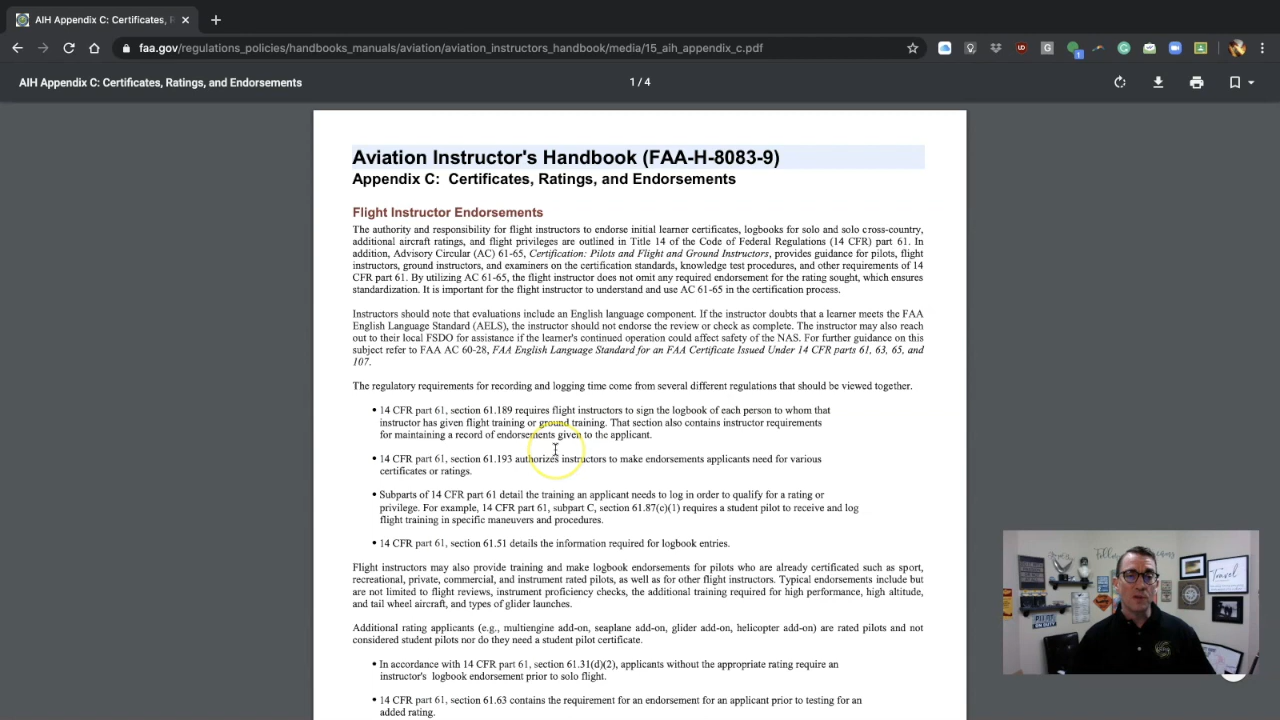 AIH Appendix C: Certificates, R
faa.gov/regulations_policies/handbooks_manuals/aviation/aviation_instructors_handbook/media/15_aih_appendix_c.pdf
AIH Appendix C: Certificates, Ratings, and Endorsements
1 / 4
Aviation Instructor's Handbook (FAA-H-8083-9)
Appendix C: Certificates, Ratings, and Endorsements
Flight Instructor Endorsements
The authority and responsibility for flight instructors to endorse initial learner certificates, logbooks for solo and solo cross-country,
additional aircraft ratings, and flight privileges are outlined in Title 14 of the Code of Federal Regulations (14 CFR) part 61. In
addition, Advisory Circular (AC) 61-65, Certification: Pilots and Flight and Ground Instructors, provides guidance for pilots, flight
instructors, ground instructors, and examiners on the certification standards, knowledge test procedures, and other requirements of 14
CFR part 61. By utilizing AC 61-65, the flight instructor does not omit any required endorsement for the rating sought, which ensures
standardization. It is important for the flight instructor to understand and use AC 61-65 in the certification process.
Instructors should note that evaluations include an English language component. If the instructor doubts that a learner meets the FAA
English Language Standard (AELS), the instructor should not endorse the review or check as complete. The instructor may also reach
out to their local FSDO for assistance if the learner's continued operation could affect safety of the NAS. For further guidance on this
subject refer to FAA AC 60-28, FAA English Language Standard for an FAA Certificate Issued Under 14 CFR parts 61, 63, 65, and
107.
The regulatory requirements for recording and logging time come from several different regulations that should be viewed together.
• 14 CFR part 61, section 61.189 requires flight instructors to sign the logbook of each person to whom that
instructor has given flight training or ground training. That section also contains instructor requirements
for maintaining a record of endorsements given to the applicant.
• 14 CFR part 61, section 61.193 authorizes instructors to make endorsements applicants need for various
certificates or ratings.
• Subparts of 14 CFR part 61 detail the training an applicant needs to log in order to qualify for a rating or
privilege. For example, 14 CFR part 61, subpart C, section 61.87(c)(1) requires a student pilot to receive and log
flight training in specific maneuvers and procedures.
• 14 CFR part 61, section 61.51 details the information required for logbook entries.
Flight instructors may also provide training and make logbook endorsements for pilots who are already certificated such as sport,
recreational, private, commercial, and instrument rated pilots, as well as for other flight instructors. Typical endorsements include but
are not limited to flight reviews, instrument proficiency checks, the additional training required for high performance, high altitude,
and tail wheel aircraft, and types of glider launches.
Additional rating applicants (e.g., multiengine add-on, seaplane add-on, glider add-on, helicopter add-on) are rated pilots and not
considered student pilots nor do they need a student pilot certificate.
• In accordance with 14 CFR part 61, section 61.31(d)(2), applicants without the appropriate rating require an
instructor's logbook endorsement prior to solo flight.
• 14 CFR part 61, section 61.63 contains the requirement for an endorsement for an applicant prior to testing for an
added rating.
Travel
PILOT